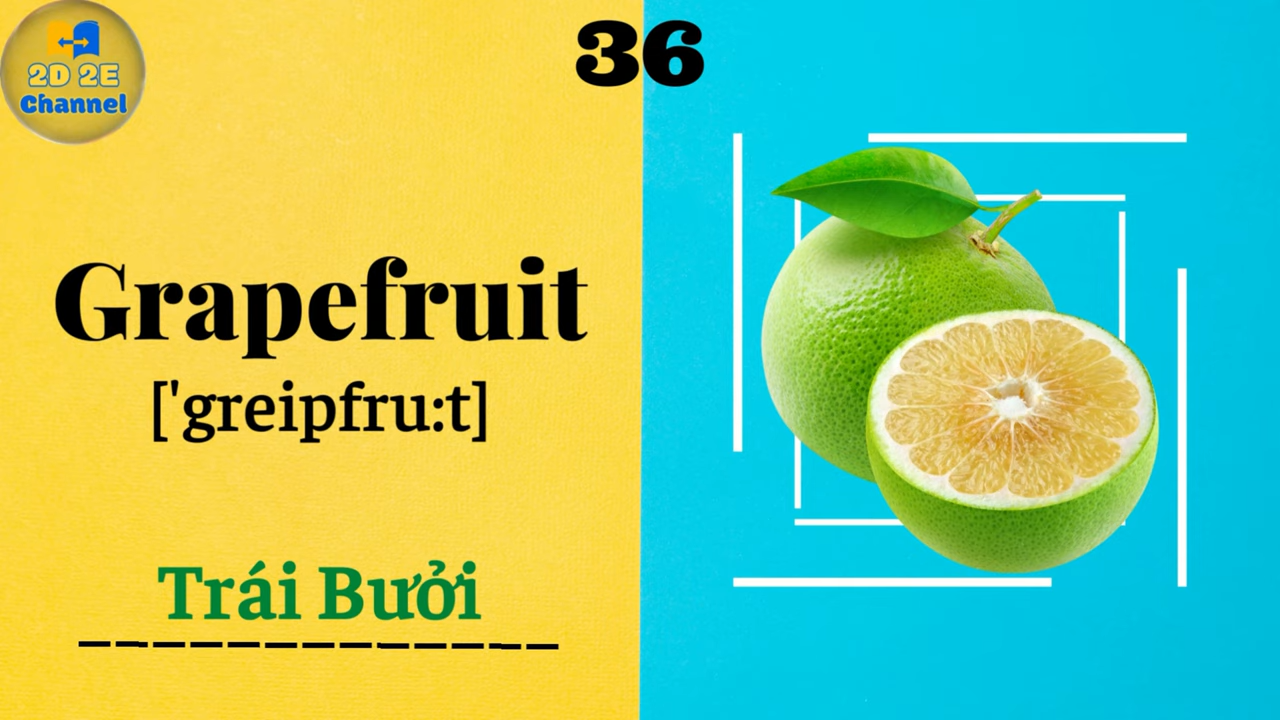 2D 2E
Channel
36
Grapefruit
['greipfru:t]
Trái Bưởi